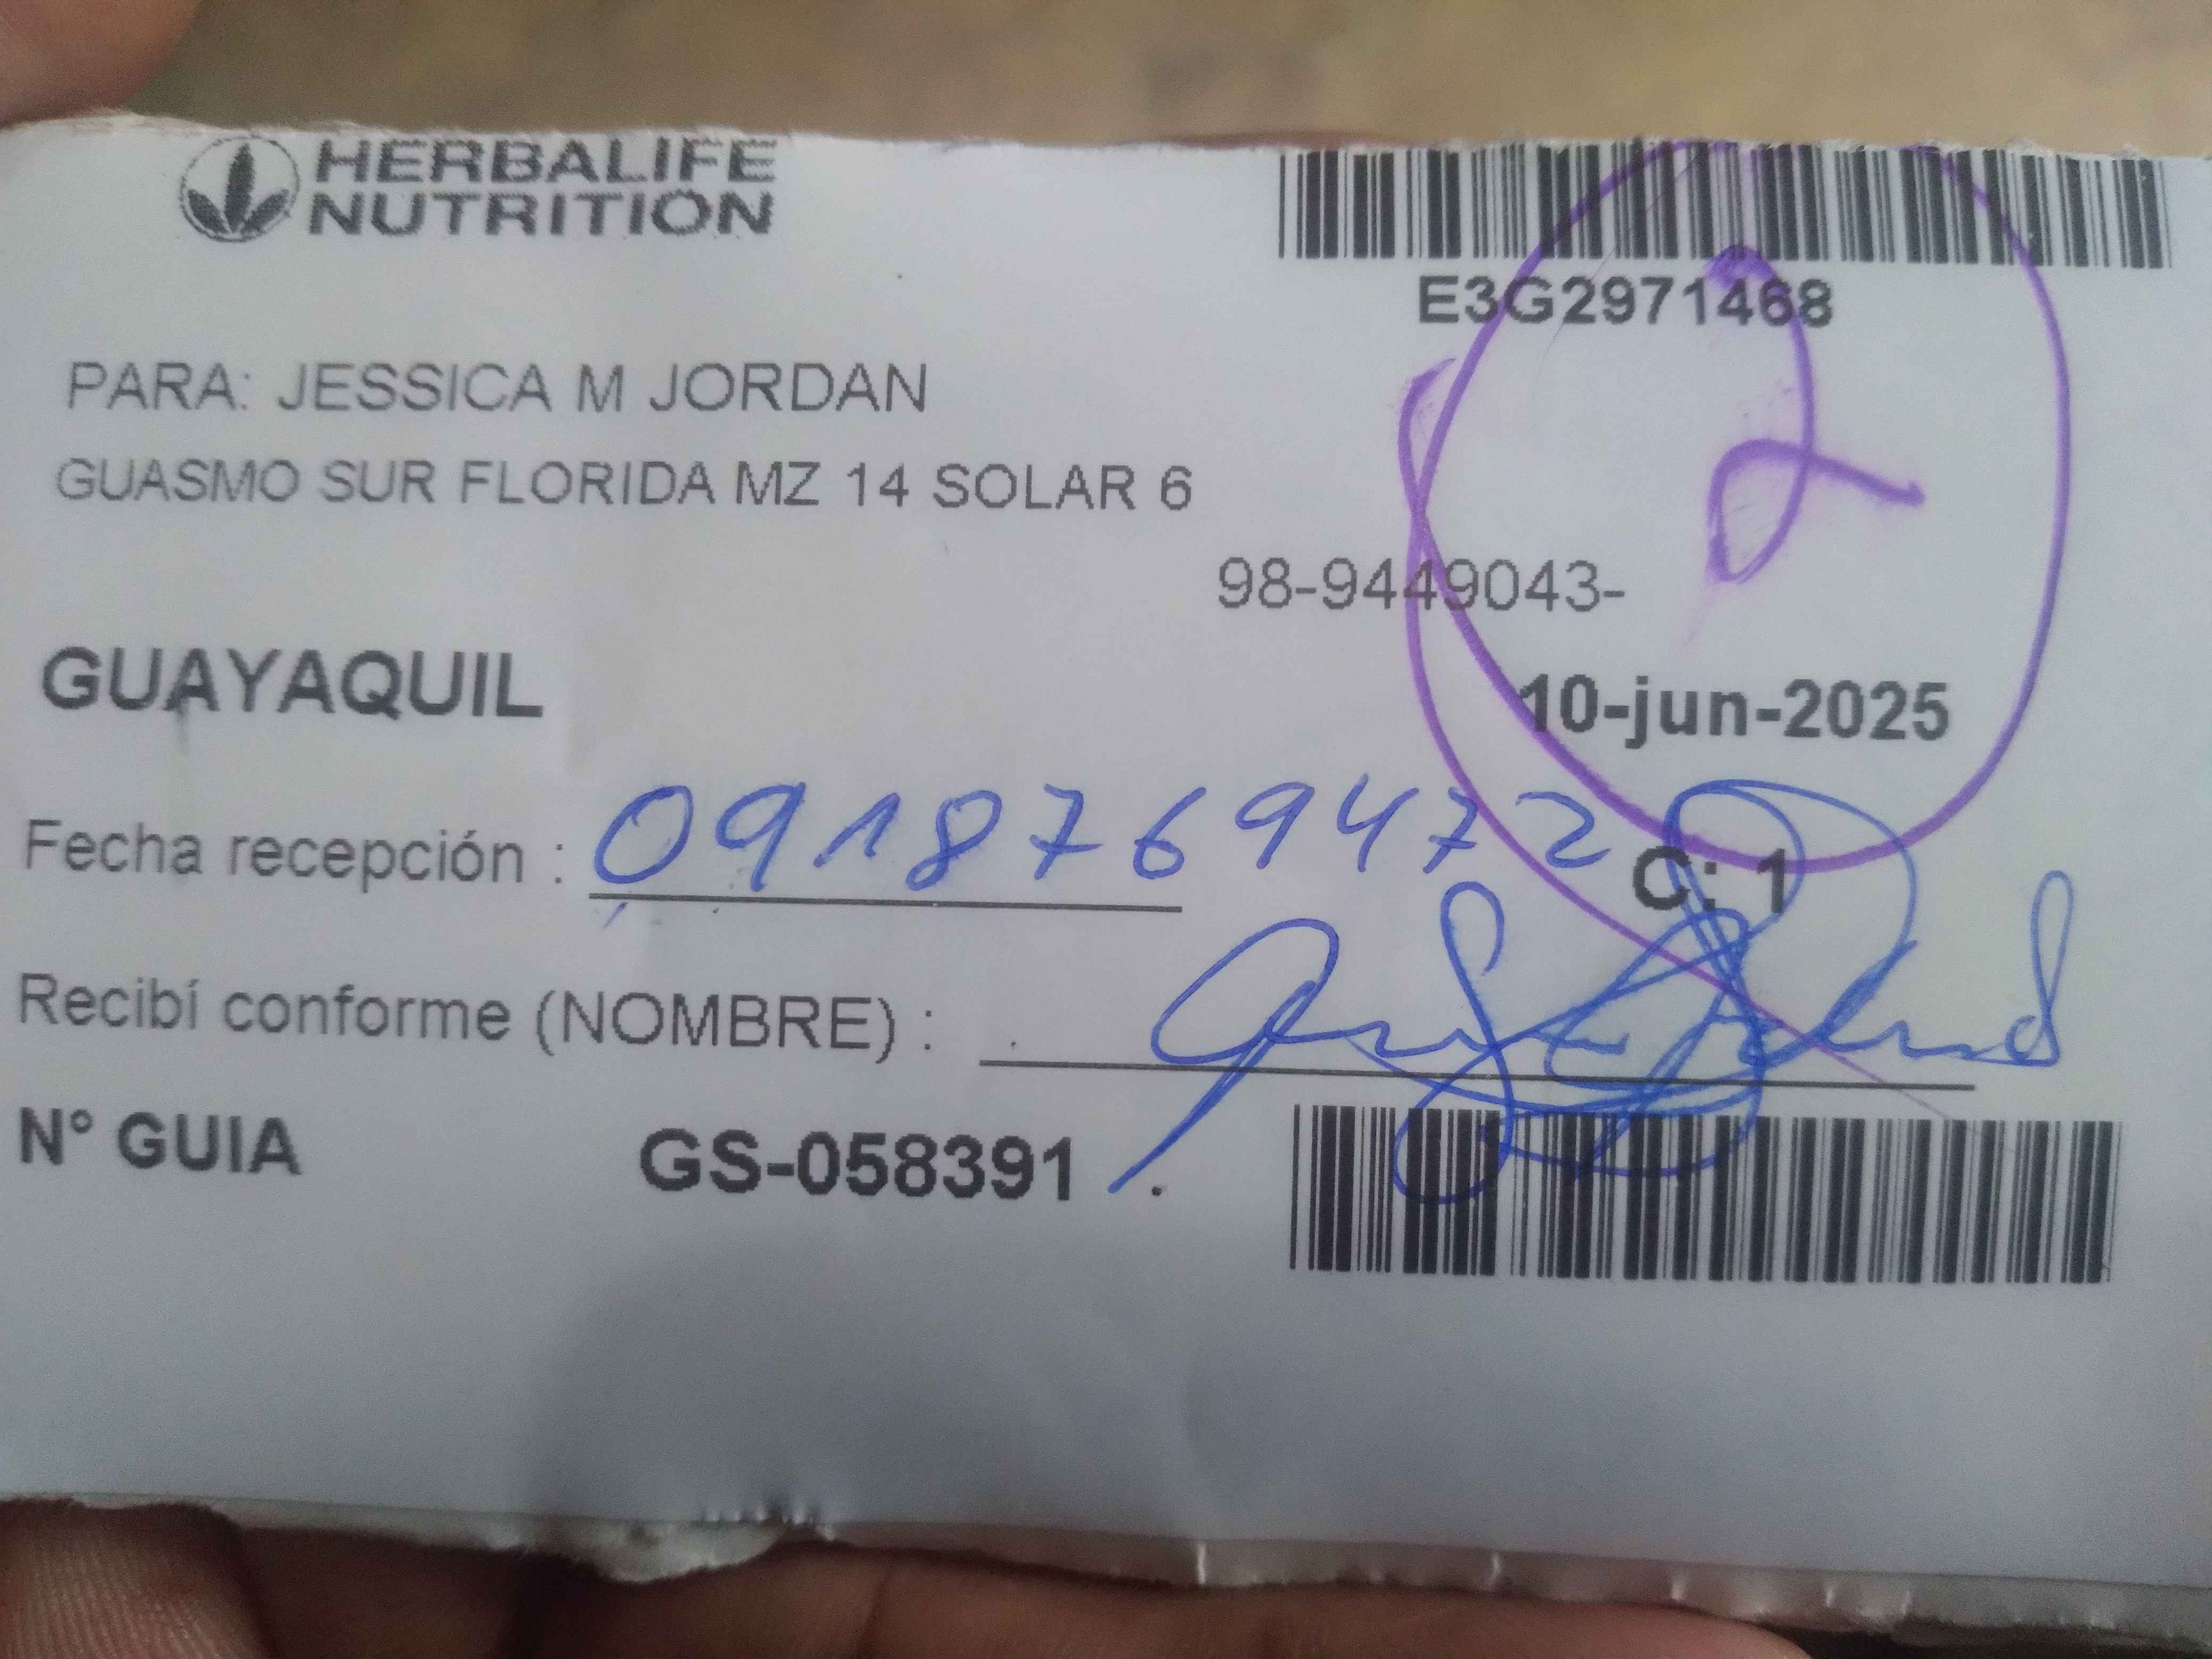 HERBALIFE
NUTRITION
E3G2971468
2
PARA: JESSICA M JORDAN
GUASMO SUR FLORIDA MZ 14 SOLAR 6
98-9449043-
GUAYAQUIL
10-jun-2025
Fecha recepción : 0918769472
C: 1
Recibí conforme (NOMBRE) :
N° GUIA GS-058391